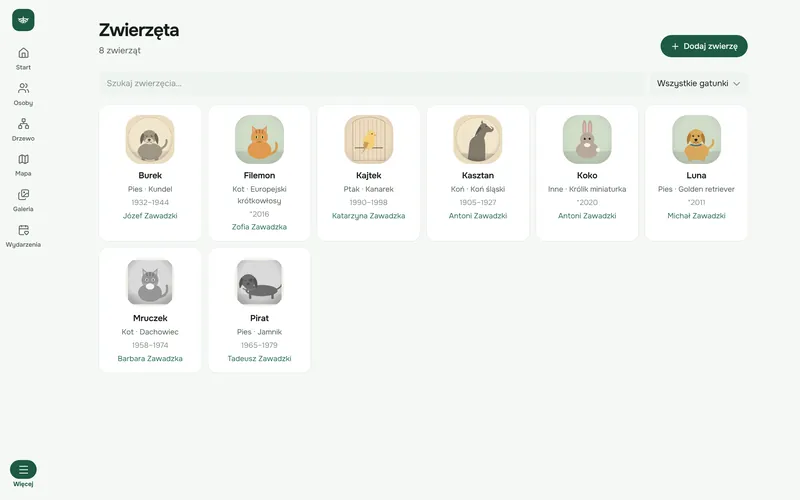 Zwierzęta
8 zwierząt
+ Dodaj zwierzę
Szukaj zwierzęcia...
Wszystkie gatunki
Start
Osoby
Drzewo
Mapa
Galeria
Wydarzenia
Więcej
Burek
Pies · Kundel
1932–1944
Józef Zawadzki
Filemon
Kot · Europejski
krótkowłosy
*2016
Zofia Zawadzka
Kajtek
Ptak · Kanarek
1990–1998
Katarzyna Zawadzka
Kasztan
Koń · Koń śląski
1905–1927
Antoni Zawadzki
Koko
Inne · Królik miniaturka
*2020
Antoni Zawadzki
Luna
Pies · Golden retriever
*2011
Michał Zawadzki
Mruczek
Kot · Dachowiec
1958–1974
Barbara Zawadzka
Pirat
Pies · Jamnik
1965–1979
Tadeusz Zawadzki